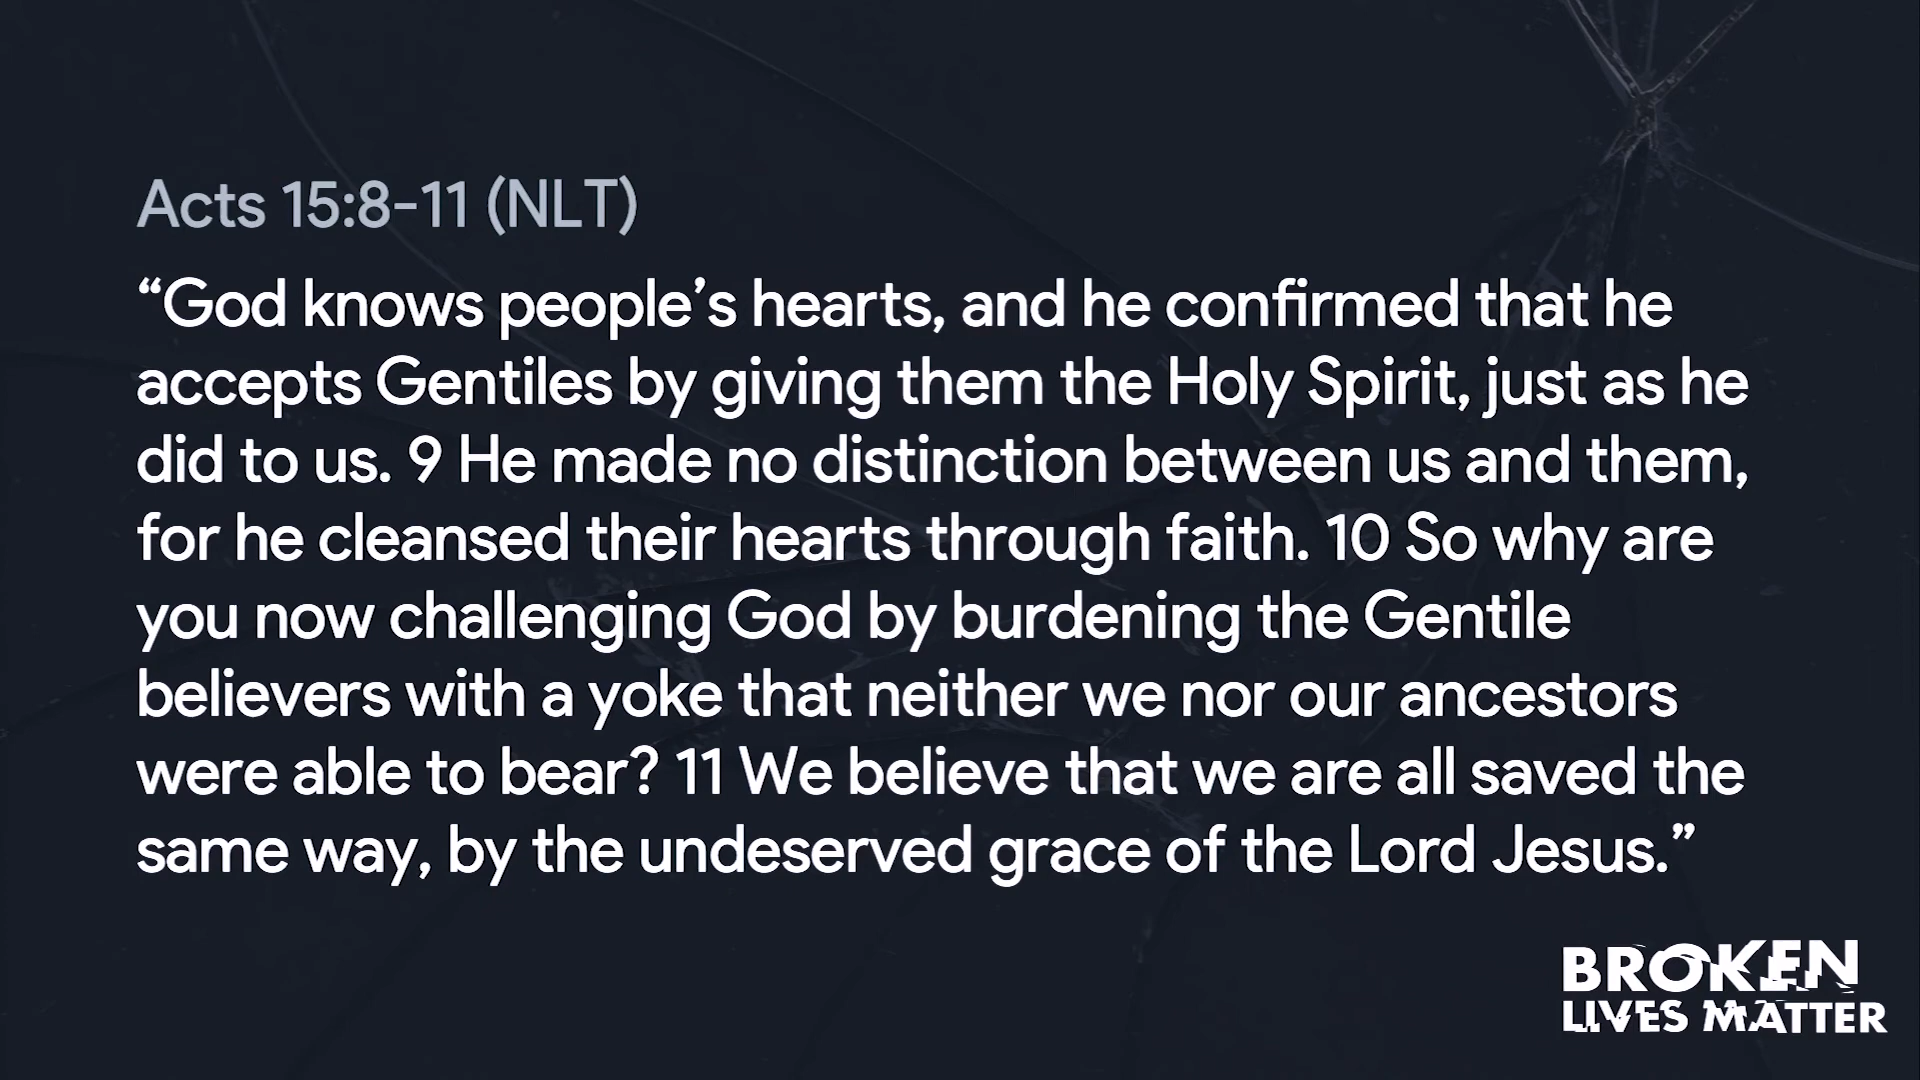 Acts 15:8-11 (NLT)
“God knows people’s hearts, and he confirmed that he
accepts Gentiles by giving them the Holy Spirit, just as he
did to us. 9 He made no distinction between us and them,
for he cleansed their hearts through faith. 10 So why are
you now challenging God by burdening the Gentile
believers with a yoke that neither we nor our ancestors
were able to bear? 11 We believe that we are all saved the
same way, by the undeserved grace of the Lord Jesus.”
BROKEN
LIVES MATTER